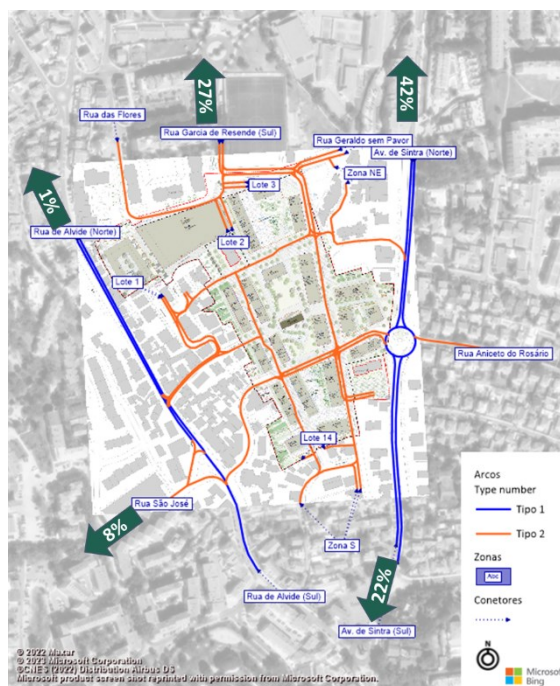 27%
42%
Rua das Flores
Rua Garcia de Resende (Sul)
Rua Geraldo sem Pavor
Av. de Sintra (Norte)
Zona NE
Lote 3
1%
Rua de Alvide (Norte)
Lote 2
Lote 1
Rua Aniceto do Rosário
Lote 14
Rua São José
8%
Zona S
22%
Rua de Alvide (Sul)
Av. de Sintra (Sul)
Arcos
Type number
Tipo 1
Tipo 2
Zonas
Abc
Conetores
N
Microsoft
Bing
© 2022 Maxar
© 2023 Microsoft Corporation
©CNES (2022) Distribution Airbus DS
Microsoft product screen shot reprinted with permission from Microsoft Corporation.